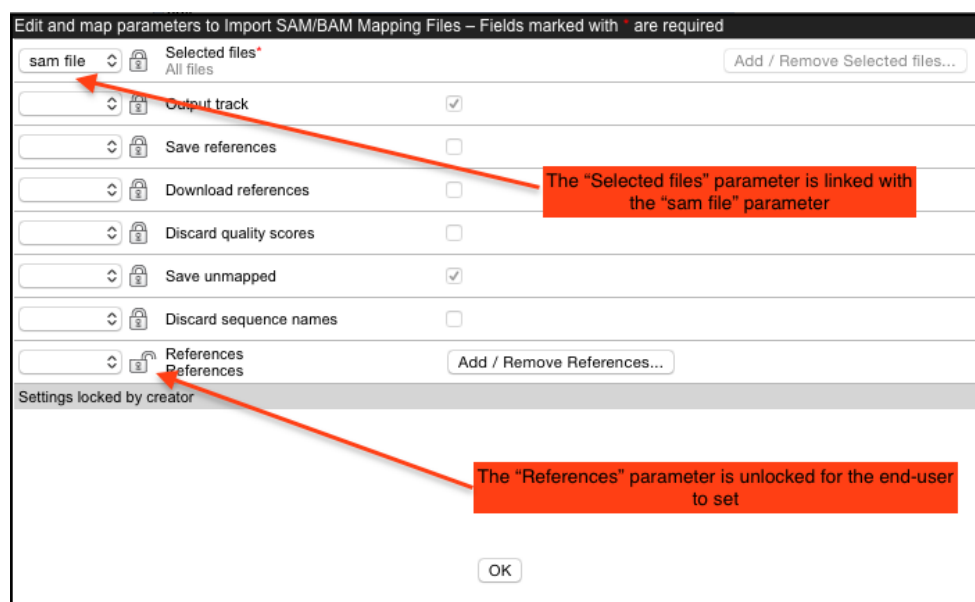 Edit and map parameters to Import SAM/BAM Mapping Files – Fields marked with * are required
sam file
Selected files*
All files
Add / Remove Selected files...
Output track
Save references
Download references
The “Selected files” parameter is linked with
the “sam file” parameter
Discard quality scores
Save unmapped
Discard sequence names
References
References
Add / Remove References...
Settings locked by creator
The “References” parameter is unlocked for the end-user
to set
OK